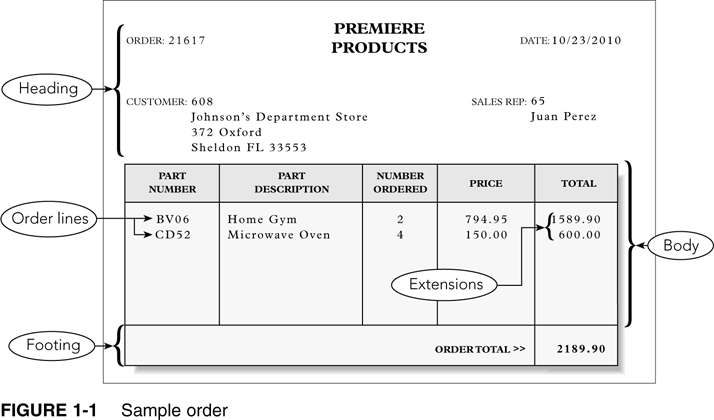 PREMIERE
PRODUCTS
ORDER: 21617
DATE: 10/23/2010
Heading
CUSTOMER: 608
Johnson's Department Store
372 Oxford
Sheldon FL 33553
SALES REP: 65
Juan Perez
PART NUMBER PART DESCRIPTION NUMBER ORDERED PRICE TOTAL
Order lines
BV06 Home Gym 2 794.95 1589.90
CD52 Microwave Oven 4 150.00 600.00
Body
Extensions
Footing
ORDER TOTAL >> 2189.90
FIGURE 1-1 Sample order